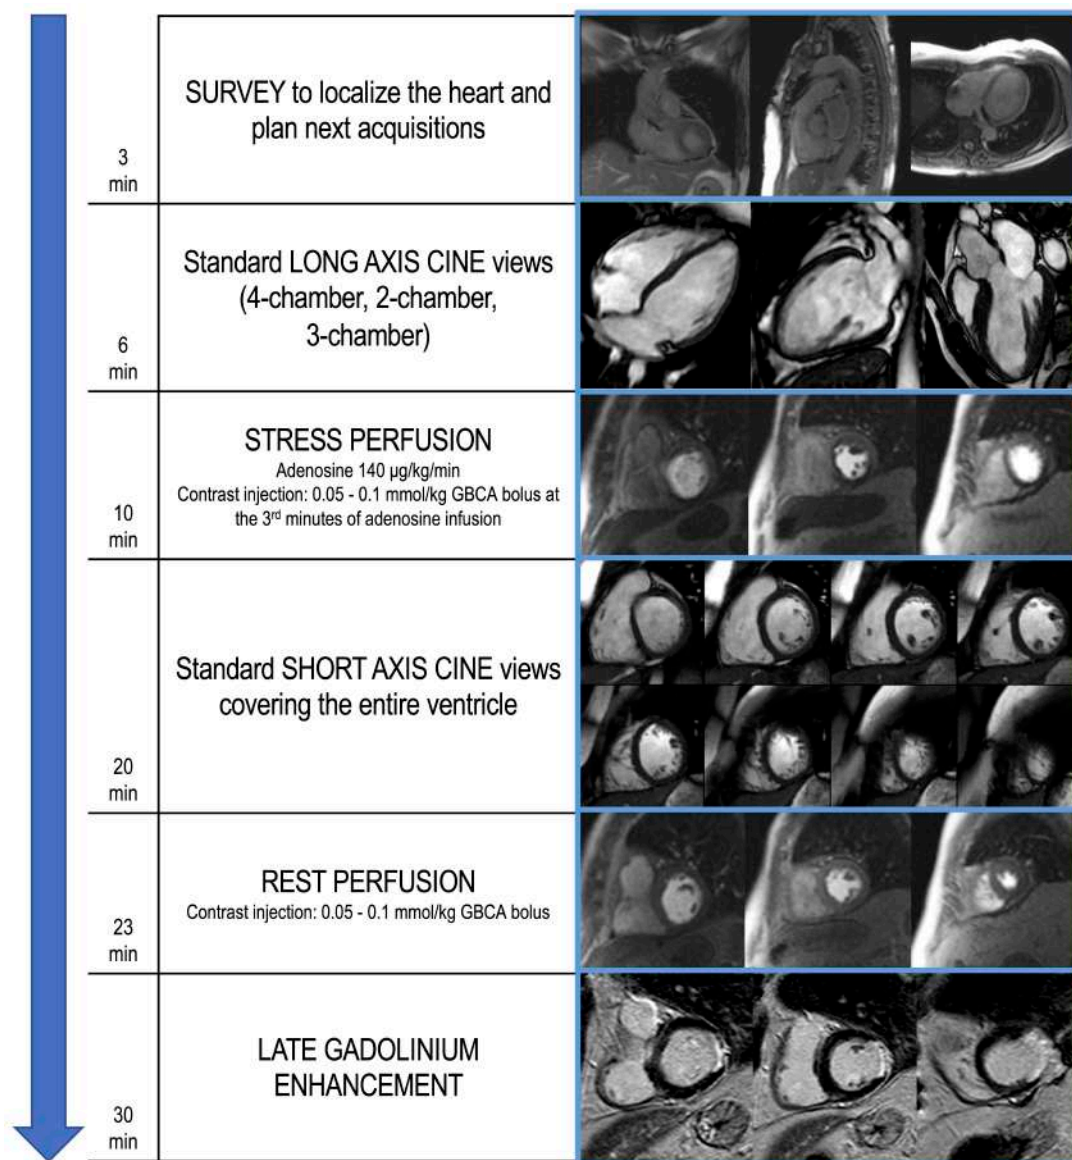 SURVEY to localize the heart and
plan next acquisitions
3
min
Standard LONG AXIS CINE views
(4-chamber, 2-chamber,
3-chamber)
6
min
STRESS PERFUSION
Adenosine 140 µg/kg/min
Contrast injection: 0.05 - 0.1 mmol/kg GBCA bolus at
the 3rd minutes of adenosine infusion
10
min
Standard SHORT AXIS CINE views
covering the entire ventricle
20
min
REST PERFUSION
Contrast injection: 0.05 - 0.1 mmol/kg GBCA bolus
23
min
LATE GADOLINIUM
ENHANCEMENT
30
min